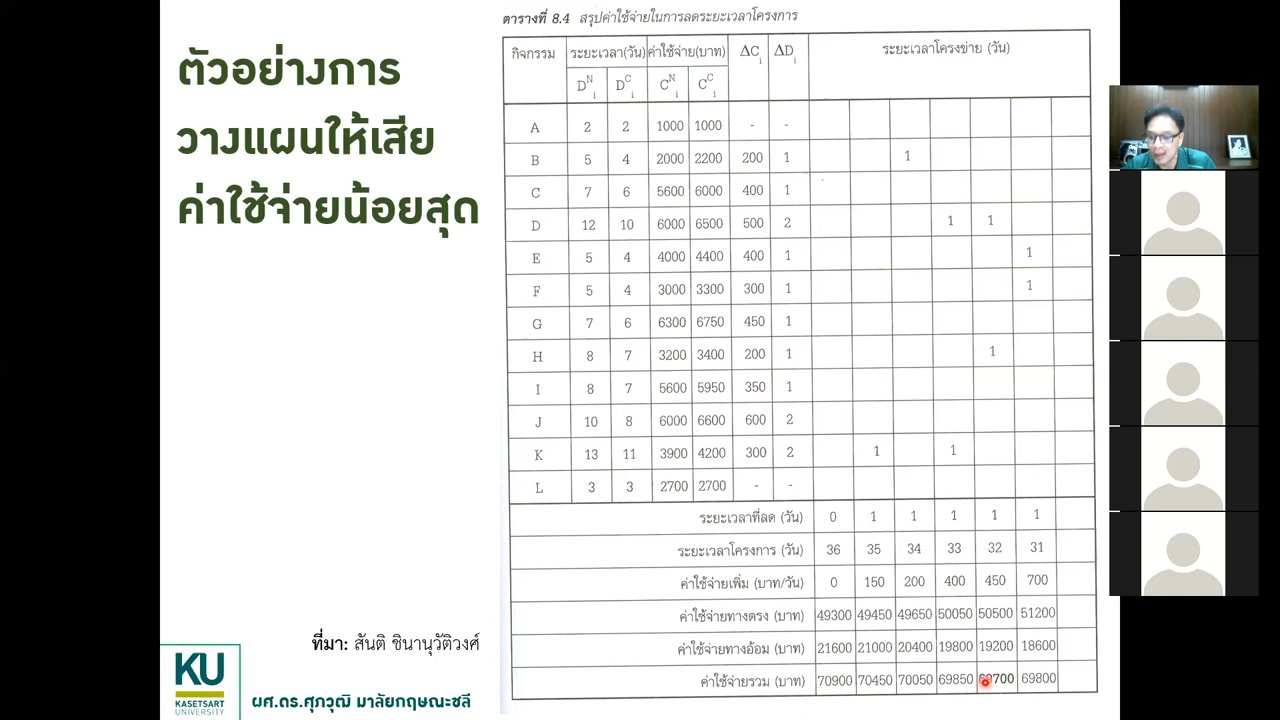 ตัวอย่างการ
วางแผนให้เสีย
ค่าใช้จ่ายน้อยสุด
ตารางที่ 8.4 สรุปค่าใช้จ่ายในการลดระยะเวลาโครงการ
กิจกรรม ระยะเวลา(วัน) ค่าใช้จ่าย(บาท) ΔCi ΔDi ระยะเวลาโครงข่าย (วัน)
DNi DCi CNi CCi
A 2 2 1000 1000 - -
B 5 4 2000 2200 200 1 1
C 7 6 5600 6000 400 1
D 12 10 6000 6500 500 2 1 1
E 5 4 4000 4400 400 1 1
F 5 4 3000 3300 300 1 1
G 7 6 6300 6750 450 1
H 8 7 3200 3400 200 1 1
I 8 7 5600 5950 350 1
J 10 8 6000 6600 600 2
K 13 11 3900 4200 300 2 1 1
L 3 3 2700 2700 - -
ระยะเวลาที่ลด (วัน) 0 1 1 1 1 1
ระยะเวลาโครงการ (วัน) 36 35 34 33 32 31
ค่าใช้จ่ายเพิ่ม (บาท/วัน) 0 150 200 400 450 700
ค่าใช้จ่ายทางตรง (บาท) 49300 49450 49650 50050 50500 51200
ค่าใช้จ่ายทางอ้อม (บาท) 21600 21000 20400 19800 19200 18600
ค่าใช้จ่ายรวม (บาท) 70900 70450 70050 69850 69700 69800
ที่มา: สันติ ชินานุวัติวงศ์
KU
KASETSART
UNIVERSITY
ผศ.ดร.ศุภวุฒิ มาลัยกฤษณะชลี